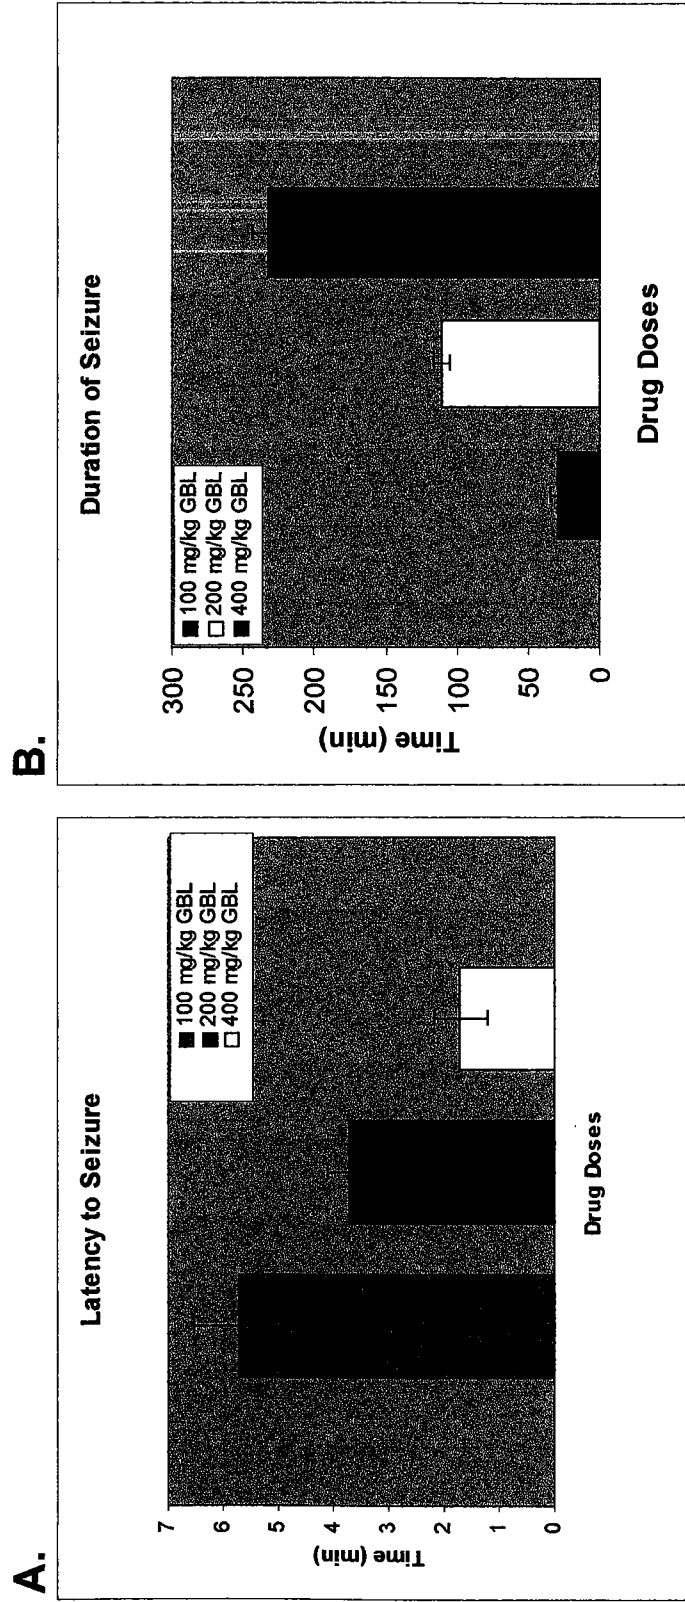 A.
Latency to Seizure
100 mg/kg GBL
200 mg/kg GBL
400 mg/kg GBL
7
6
5
4
3
2
1
0
Time (min)
Drug Doses
B.
Duration of Seizure
100 mg/kg GBL
200 mg/kg GBL
400 mg/kg GBL
300
250
200
150
100
50
0
Time (min)
Drug Doses